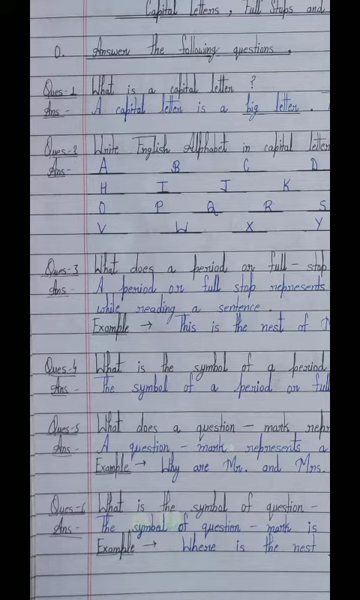 Capital Letters, Full Stops and
D. Answer the following questions.
Ques-1 What is a capital letter ?
Ans- A capital letter is a big letter.
Ques-2 Write English Alphabet in capital letter
Ans- A B C D
H I J K
O P Q R S
V W X Y
Ques-3 What does a period or full-stop
Ans- A period or full stop represents
while reading a sentence.
Example → This is the nest of
Ques-4 What is the symbol of a period
Ans- The symbol of a period or full
Ques-5 What does a question-mark repr
Ans- A question-mark represents a
Example → Why are Mr. and Mrs.
Ques-6 What is the symbol of question-
Ans- The symbol of question-mark is
Example → Where is the nest